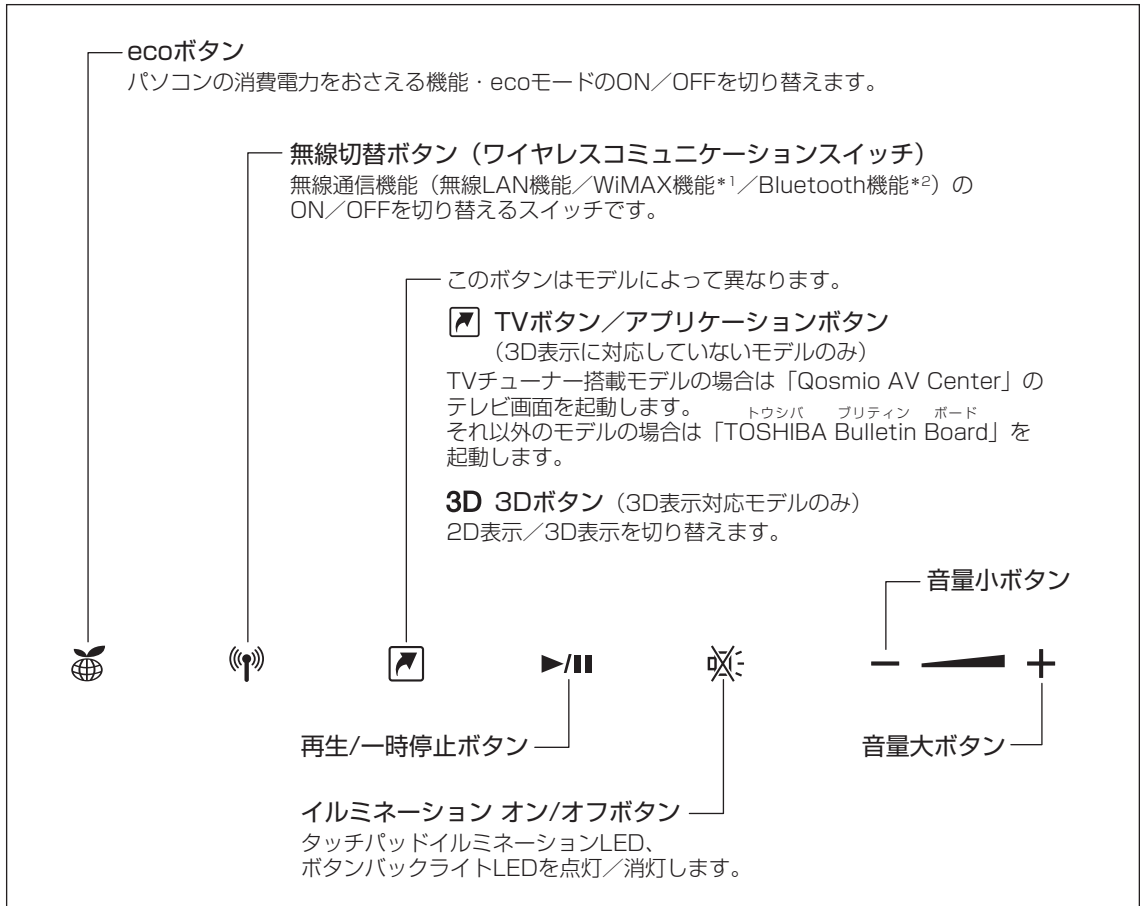 ecoボタン
パソコンの消費電力をおさえる機能・ecoモードのON／OFFを切り替えます。
無線切替ボタン（ワイヤレスコミュニケーションスイッチ）
無線通信機能（無線LAN機能／WiMAX機能*1／Bluetooth機能*2）の
ON／OFFを切り替えるスイッチです。
このボタンはモデルによって異なります。
TVボタン／アプリケーションボタン
（3D表示に対応していないモデルのみ）
TVチューナー搭載モデルの場合は「Qosmio AV Center」の
テレビ画面を起動します。
トウシバ ブリティン ボード
それ以外のモデルの場合は「TOSHIBA Bulletin Board」を
起動します。
3D 3Dボタン（3D表示対応モデルのみ）
2D表示／3D表示を切り替えます。
音量小ボタン
再生/一時停止ボタン
音量大ボタン
イルミネーション オン/オフボタン
タッチパッドイルミネーションLED、
ボタンバックライトLEDを点灯／消灯します。